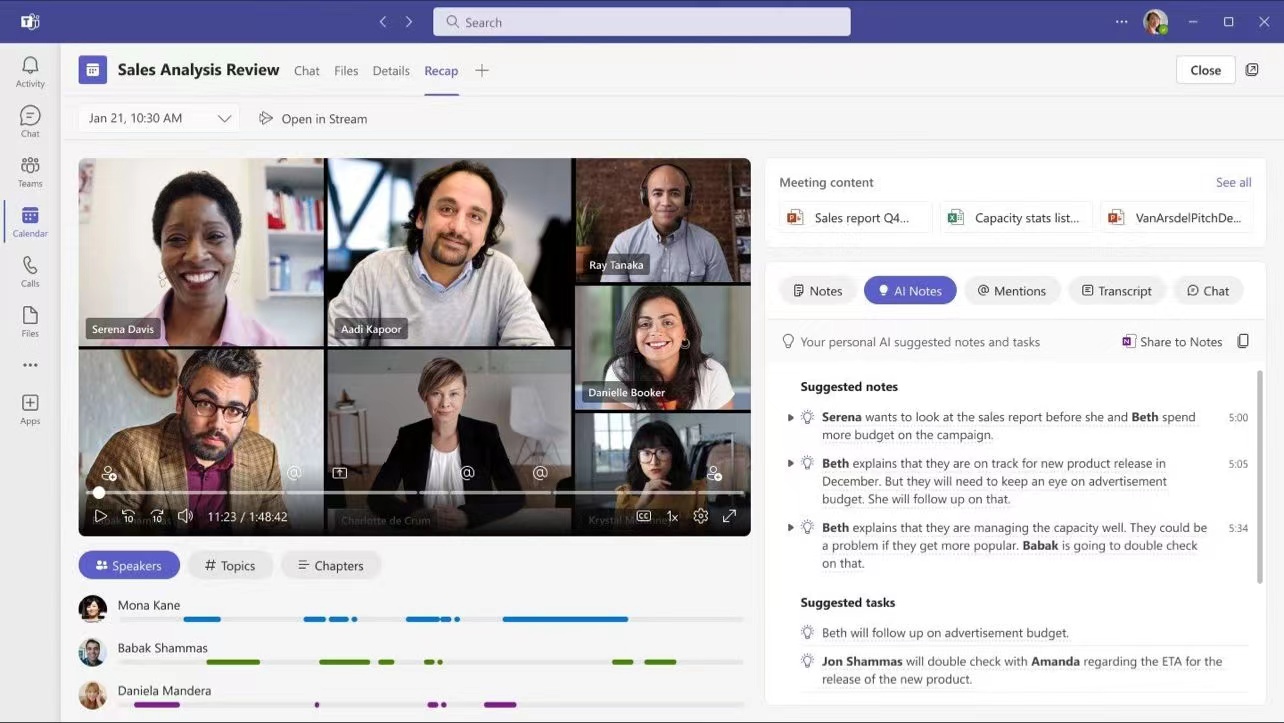 Search
Activity
Chat
Teams
Calendar
Calls
Files
Apps
Sales Analysis Review
Chat
Files
Details
Recap
Close
Jan 21, 10:30 AM
Open in Stream
Serena Davis
Aadi Kapoor
Ray Tanaka
Danielle Booker
Charlotte de Crum
10
10
11:23 / 1:48:42
CC
1x
Speakers
# Topics
Chapters
Mona Kane
Babak Shammas
Daniela Mandera
Meeting content
See all
Sales report Q4...
Capacity stats list...
VanArsdelPitchDe...
Notes
AI Notes
Mentions
Transcript
Chat
Your personal AI suggested notes and tasks
Share to Notes
Suggested notes
Serena wants to look at the sales report before she and Beth spend
more budget on the campaign.
5:00
Beth explains that they are on track for new product release in
December. But they will need to keep an eye on advertisement
budget. She will follow up on that.
5:05
Beth explains that they are managing the capacity well. They could be
a problem if they get more popular. Babak is going to double check
on that.
5:34
Suggested tasks
Beth will follow up on advertisement budget.
Jon Shammas will double check with Amanda regarding the ETA for the
release of the new product.